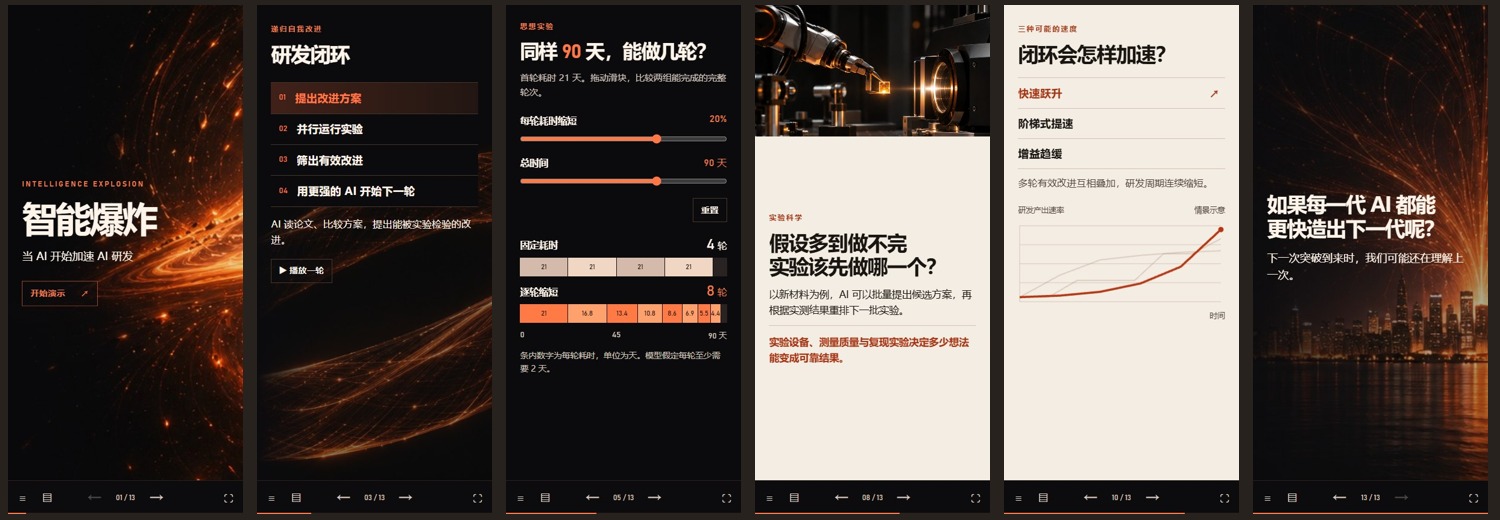 INTELLIGENCE EXPLOSION
智能爆炸
当 AI 开始加速 AI 研发
开始演示 ↗
01 / 13
递归自我改进
研发闭环
01 提出改进方案
02 并行运行实验
03 筛出有效改进
04 用更强的 AI 开始下一轮
AI 读论文、比较方案，提出能被实验检验的改
进。
▶ 播放一轮
03 / 13
思想实验
同样 90 天，能做几轮？
首轮耗时 21 天。拖动滑块，比较两组能完成的完整
轮次。
每轮耗时缩短 20%
总时间 90 天
重置
固定耗时 4 轮
21 21 21 21
逐轮缩短 8 轮
21 16.8 13.4 10.8 8.6 6.9 5.5 4.4
0 45 90 天
条内数字为每轮耗时，单位为天。模型假定每轮至少需
要 2 天。
05 / 13
实验科学
假设多到做不完
实验该先做哪一个？
以新材料为例，AI 可以批量提出候选方案，再
根据实测结果重排下一批实验。
实验设备、测量质量与复现实验决定多少想法
能变成可靠结果。
08 / 13
三种可能的速度
闭环会怎样加速？
快速跃升 ↗
阶梯式提速
增益趋缓
多轮有效改进互相叠加，研发周期连续缩短。
研发产出速率 情景示意
时间
10 / 13
如果每一代 AI 都能
更快造出下一代呢？
下一次突破到来时，我们可能还在理解上
一次。
13 / 13